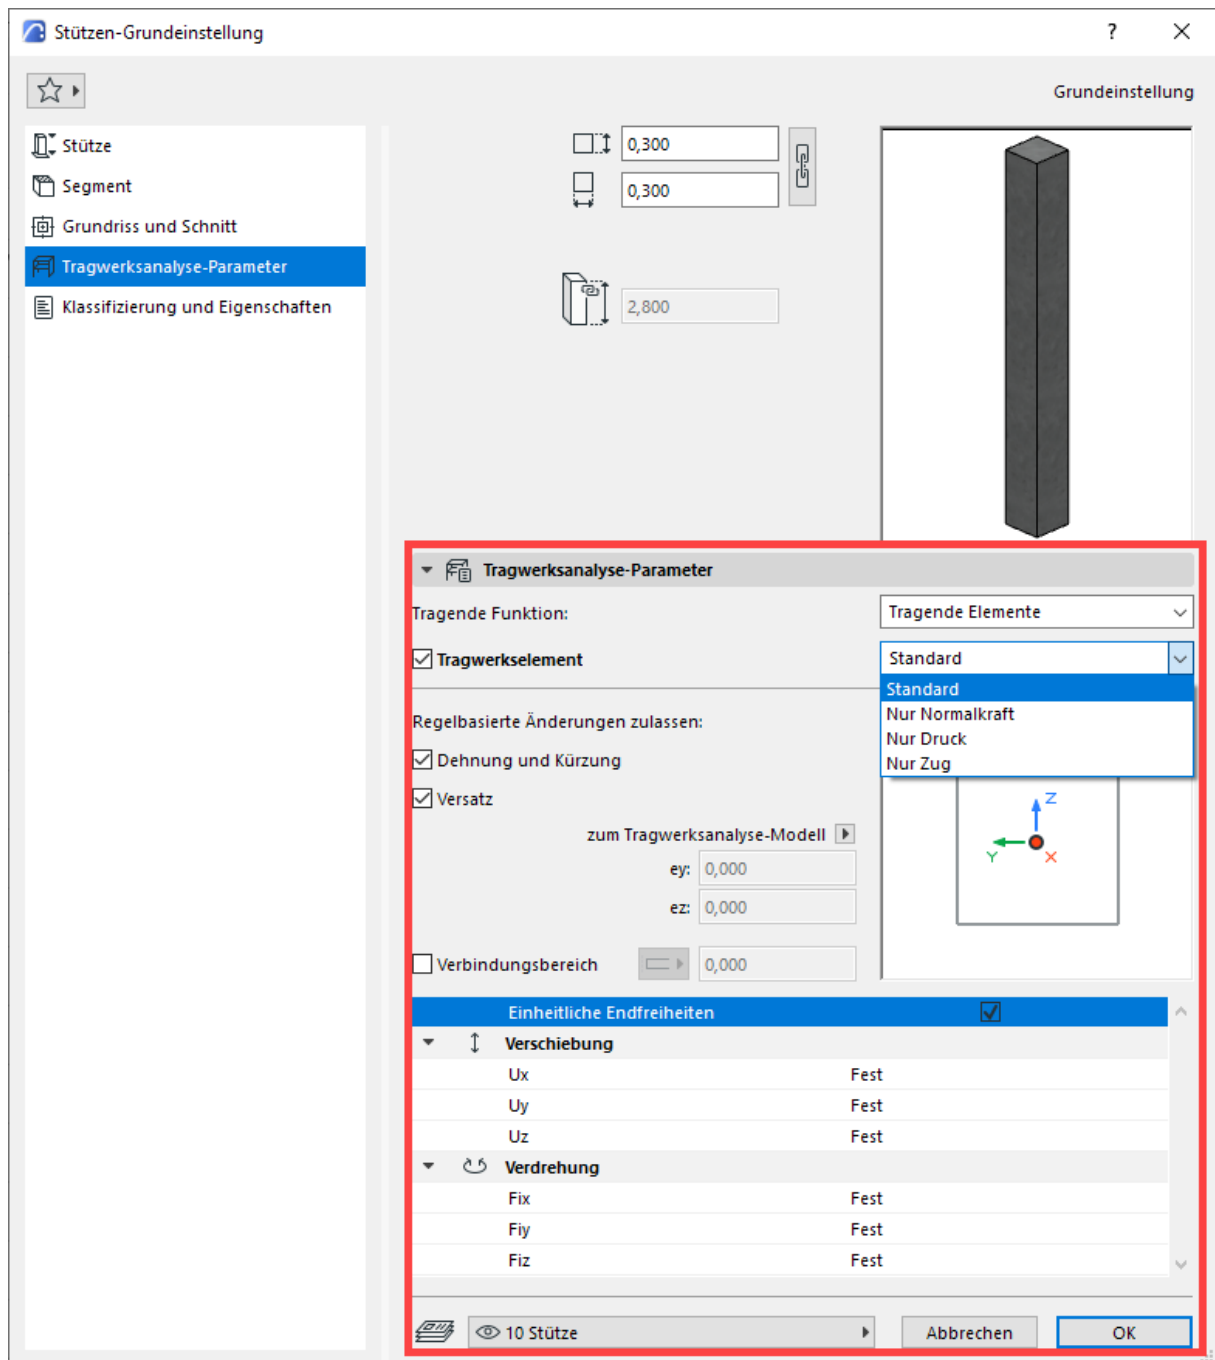 Stützen-Grundeinstellung ?
Grundeinstellung
Stütze
Segment
Grundriss und Schnitt
Tragwerksanalyse-Parameter
Klassifizierung und Eigenschaften
0,300
0,300
2,800
Tragwerksanalyse-Parameter
Tragende Funktion: Tragende Elemente
Tragwerkselement Standard
Standard
Nur Normalkraft
Nur Druck
Nur Zug
Regelbasierte Änderungen zulassen:
Dehnung und Kürzung
Versatz
zum Tragwerksanalyse-Modell
ey: 0,000
ez: 0,000
Z
Y X
Verbindungsbereich 0,000
Einheitliche Endfreiheiten
Verschiebung
Ux Fest
Uy Fest
Uz Fest
Verdrehung
Fix Fest
Fiy Fest
Fiz Fest
10 Stütze Abbrechen OK